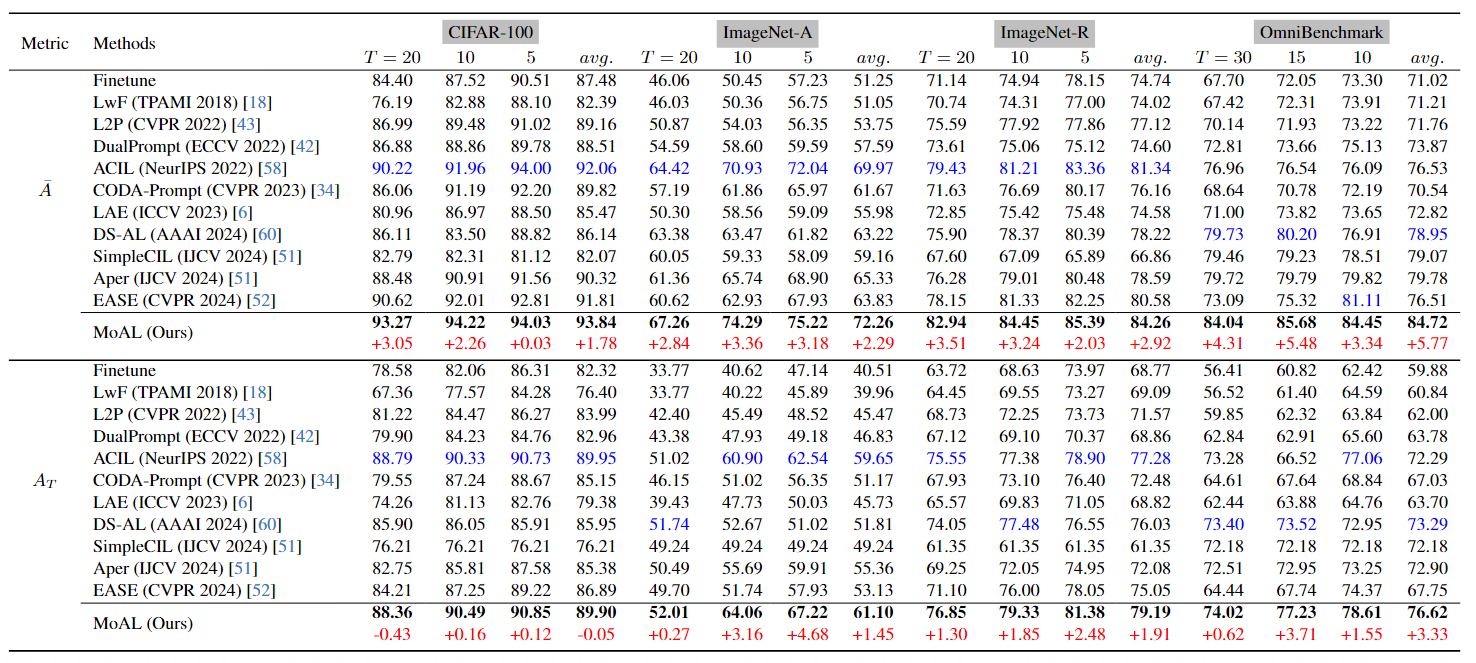 Metric Methods CIFAR-100 ImageNet-A ImageNet-R OmniBenchmark
T = 20 10 5 avg. T = 20 10 5 avg. T = 20 10 5 avg. T = 30 15 10 avg.
Finetune 84.40 87.52 90.51 87.48 46.06 50.45 57.23 51.25 71.14 74.94 78.15 74.74 67.70 72.05 73.30 71.02
LwF (TPAMI 2018) [18] 76.19 82.88 88.10 82.39 46.03 50.36 56.75 51.05 70.74 74.31 77.00 74.02 67.42 72.31 73.91 71.21
L2P (CVPR 2022) [43] 86.99 89.48 91.02 89.16 50.87 54.03 56.35 53.75 75.59 77.92 77.86 77.12 70.14 71.93 73.22 71.76
DualPrompt (ECCV 2022) [42] 86.88 88.86 89.78 88.51 54.59 58.60 59.59 57.59 73.61 75.06 75.12 74.60 72.81 73.66 75.13 73.87
ACIL (NeurIPS 2022) [58] 90.22 91.96 94.00 92.06 64.42 70.93 72.04 69.97 79.43 81.21 83.36 81.34 76.96 76.54 76.09 76.53
Ā CODA-Prompt (CVPR 2023) [34] 86.06 91.19 92.20 89.82 57.19 61.86 65.97 61.67 71.63 76.69 80.17 76.16 68.64 70.78 72.19 70.54
LAE (ICCV 2023) [6] 80.96 86.97 88.50 85.47 50.30 58.56 59.09 55.98 72.85 75.42 75.48 74.58 71.00 73.82 73.65 72.82
DS-AL (AAAI 2024) [60] 86.11 83.50 88.82 86.14 63.38 63.47 61.82 63.22 75.90 78.37 80.39 78.22 79.73 80.20 76.91 78.95
SimpleCIL (IJCV 2024) [51] 82.79 82.31 81.12 82.07 60.05 59.33 58.09 59.16 67.60 67.09 65.89 66.86 79.46 79.23 78.51 79.07
Aper (IJCV 2024) [51] 88.48 90.91 91.56 90.32 61.36 65.74 68.90 65.33 76.28 79.01 80.48 78.59 79.72 79.79 79.82 79.78
EASE (CVPR 2024) [52] 90.62 92.01 92.81 91.81 60.62 62.93 67.93 63.83 78.15 81.33 82.25 80.58 73.09 75.32 81.11 76.51
MoAL (Ours) 93.27 94.22 94.03 93.84 67.26 74.29 75.22 72.26 82.94 84.45 85.39 84.26 84.04 85.68 84.45 84.72
+3.05 +2.26 +0.03 +1.78 +2.84 +3.36 +3.18 +2.29 +3.51 +3.24 +2.03 +2.92 +4.31 +5.48 +3.34 +5.77
Finetune 78.58 82.06 86.31 82.32 33.77 40.62 47.14 40.51 63.72 68.63 73.97 68.77 56.41 60.82 62.42 59.88
LwF (TPAMI 2018) [18] 67.36 77.57 84.28 76.40 33.77 40.22 45.89 39.96 64.45 69.55 73.27 69.09 56.52 61.40 64.59 60.84
L2P (CVPR 2022) [43] 81.22 84.47 86.27 83.99 42.40 45.49 48.52 45.47 68.73 72.25 73.73 71.57 59.85 62.32 63.84 62.00
DualPrompt (ECCV 2022) [42] 79.90 84.23 84.76 82.96 43.38 47.93 49.18 46.83 67.12 69.10 70.37 68.86 62.84 62.91 65.60 63.78
ACIL (NeurIPS 2022) [58] 88.79 90.33 90.73 89.95 51.02 60.90 62.54 59.65 75.55 77.38 78.90 77.28 73.28 66.52 77.06 72.29
A_T CODA-Prompt (CVPR 2023) [34] 79.55 87.24 88.67 85.15 46.15 51.02 56.35 51.17 67.93 73.10 76.40 72.48 64.61 67.64 68.84 67.03
LAE (ICCV 2023) [6] 74.26 81.13 82.76 79.38 39.43 47.73 50.03 45.73 65.57 69.83 71.05 68.82 62.44 63.88 64.76 63.70
DS-AL (AAAI 2024) [60] 85.90 86.05 85.91 85.95 51.74 52.67 51.02 51.81 74.05 77.48 76.55 76.03 73.40 73.52 72.95 73.29
SimpleCIL (IJCV 2024) [51] 76.21 76.21 76.21 76.21 49.24 49.24 49.24 49.24 61.35 61.35 61.35 61.35 72.18 72.18 72.18 72.18
Aper (IJCV 2024) [51] 82.75 85.81 87.58 85.38 50.49 55.69 59.91 55.36 69.25 72.05 74.95 72.08 72.51 72.95 73.25 72.90
EASE (CVPR 2024) [52] 84.21 87.25 89.22 86.89 49.70 51.74 57.93 53.13 71.10 76.00 78.05 75.05 64.44 67.74 74.37 67.75
MoAL (Ours) 88.36 90.49 90.85 89.90 52.01 64.06 67.22 61.10 76.85 79.33 81.38 79.19 74.02 77.23 78.61 76.62
-0.43 +0.16 +0.12 -0.05 +0.27 +3.16 +4.68 +1.45 +1.30 +1.85 +2.48 +1.91 +0.62 +3.71 +1.55 +3.33